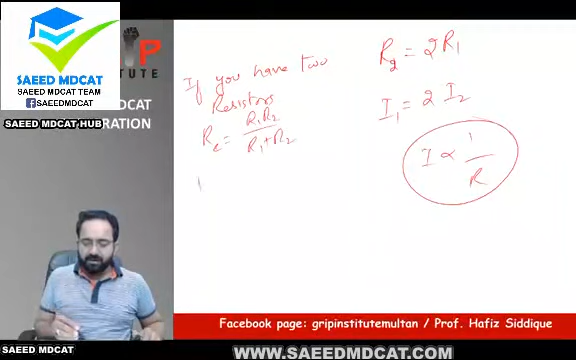 SAEED MDCAT
SAEED MDCAT TEAM
SAEEDMDCAT
SAEED MDCAT HUB
If you have two
Resistors
Re = R1R2 / R1+R2
R2 = 2R1
I1 = 2 I2
I ∝ 1/R
Facebook page: gripinstitutemultan / Prof. Hafiz Siddique
SAEED MDCAT
WWW.SAEEDMDCAT.COM